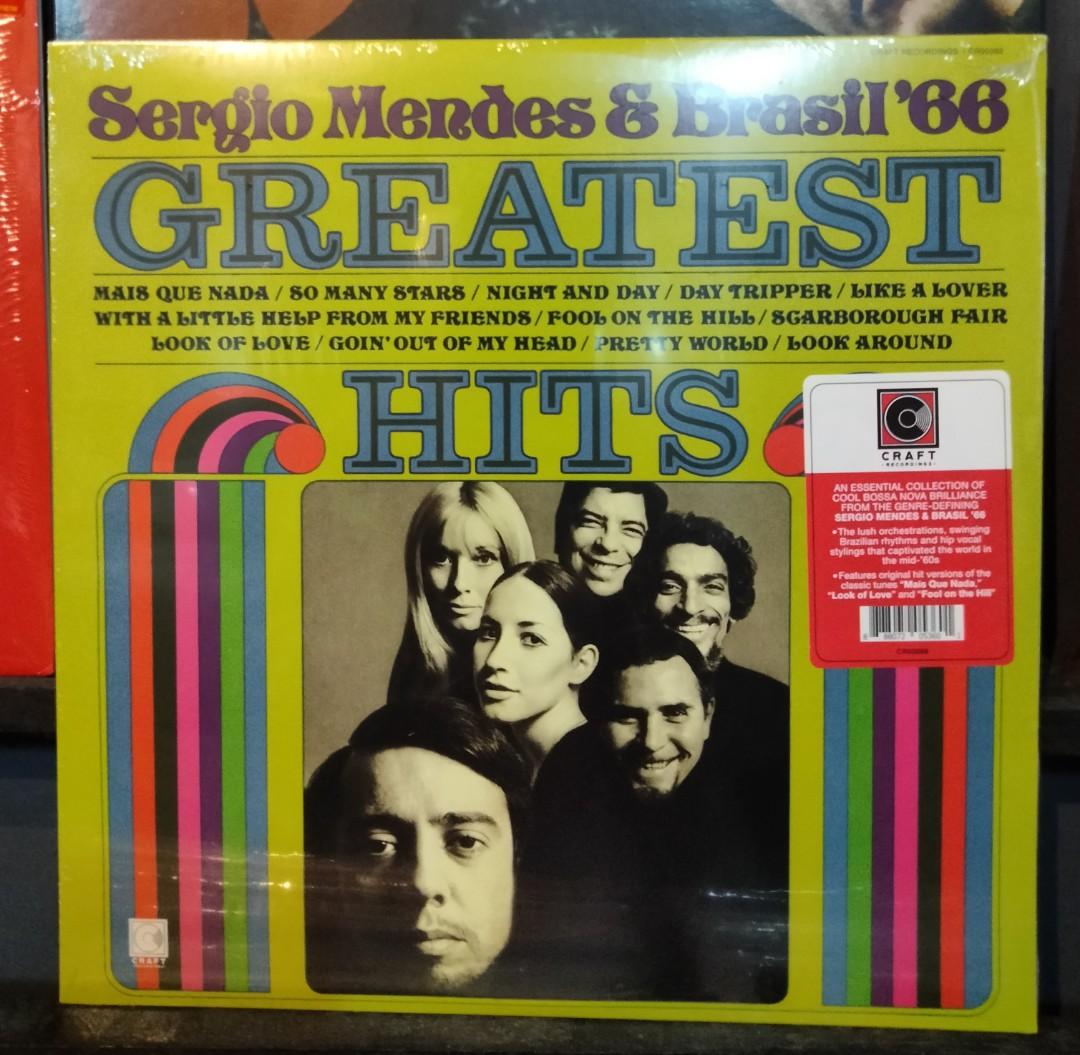 CRAFT RECORDINGS
Sergio Mendes & Brasil '66
GREATEST
MAIS QUE NADA / SO MANY STARS / NIGHT AND DAY / DAY TRIPPER / LIKE A LOVER
WITH A LITTLE HELP FROM MY FRIENDS / FOOL ON THE HILL / SCARBOROUGH FAIR
LOOK OF LOVE / GOIN' OUT OF MY HEAD / PRETTY WORLD / LOOK AROUND
HITS
CRAFT
RECORDINGS
AN ESSENTIAL COLLECTION OF
COOL BOSSA NOVA BRILLIANCE
FROM THE GENRE-DEFINING
SERGIO MENDES & BRASIL '66
•The lush orchestrations, swinging
Brazilian rhythms and hip vocal
stylings that captivated the world in
the mid-'60s
•Features original hit versions of the
classic tunes "Mais Que Nada,"
"Look of Love" and "Fool on the Hill"
CRAFT
RECORDINGS